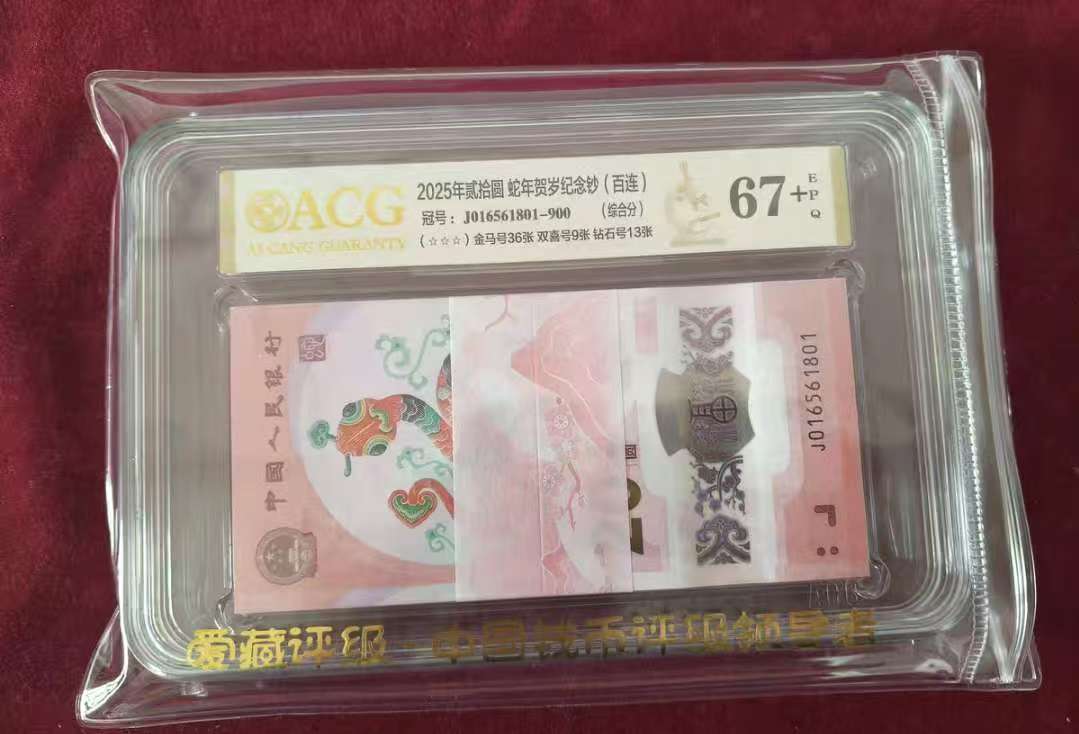 ACG
AI CANG GUARANTY
2025年贰拾圆 蛇年贺岁纪念钞（百连）
冠号：J016561801-900 （综合分）
（☆☆☆）金马号36张 双喜号9张 钻石号13张
67+
EPQ
中国人民银行
J016561801
爱藏评级·中国钱币评级领导者